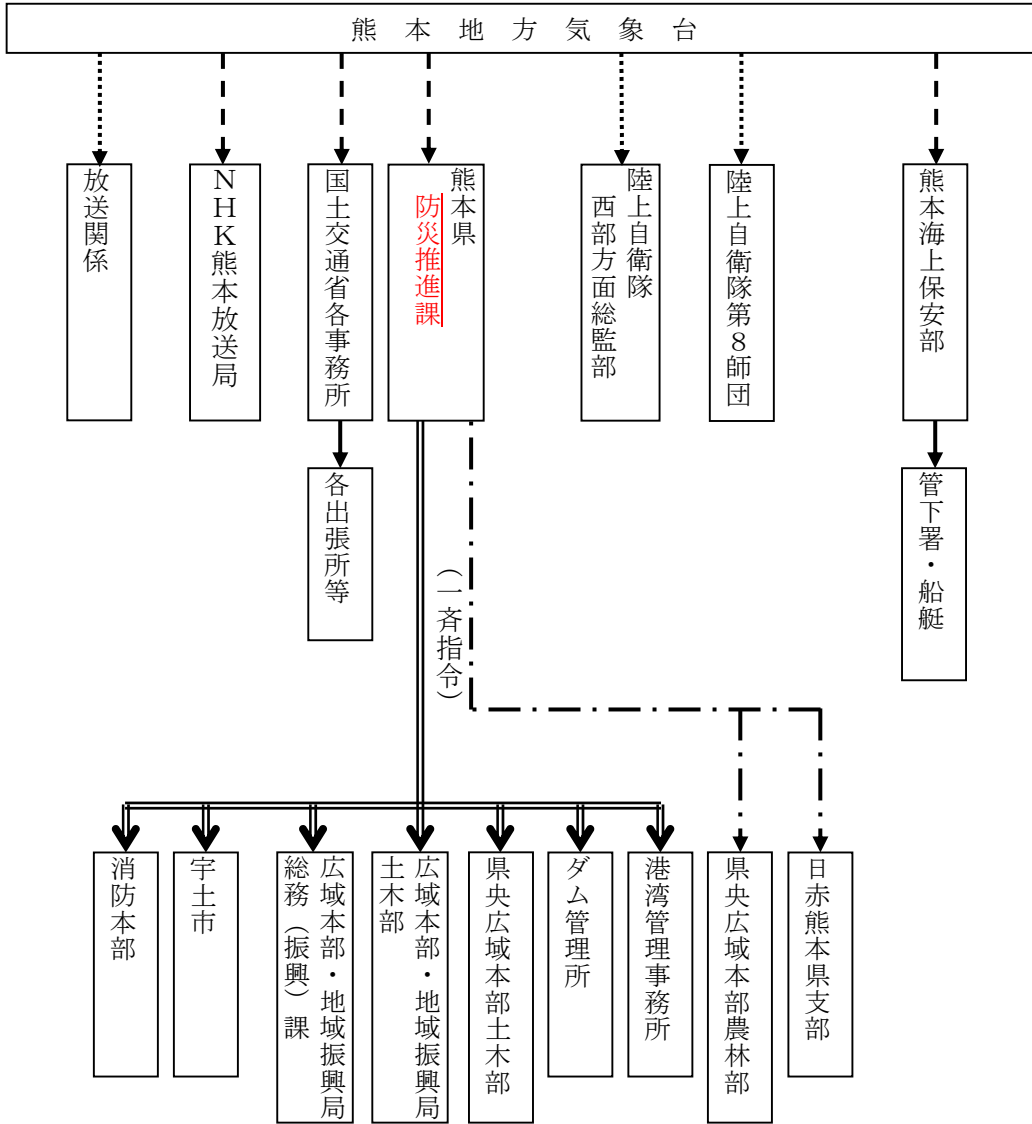 熊本地方気象台
放送関係
ＮＨＫ熊本放送局
国土交通省各事務所
熊本県
防災推進課
陸上自衛隊
西部方面総監部
陸上自衛隊第８師団
熊本海上保安部
各出張所等
管下署・船艇
（一斉指令）
消防本部
宇土市
広域本部・地域振興局
総務（振興）課
広域本部・地域振興局
土木部
県央広域本部土木部
ダム管理所
港湾管理事務所
県央広域本部農林部
日赤熊本県支部